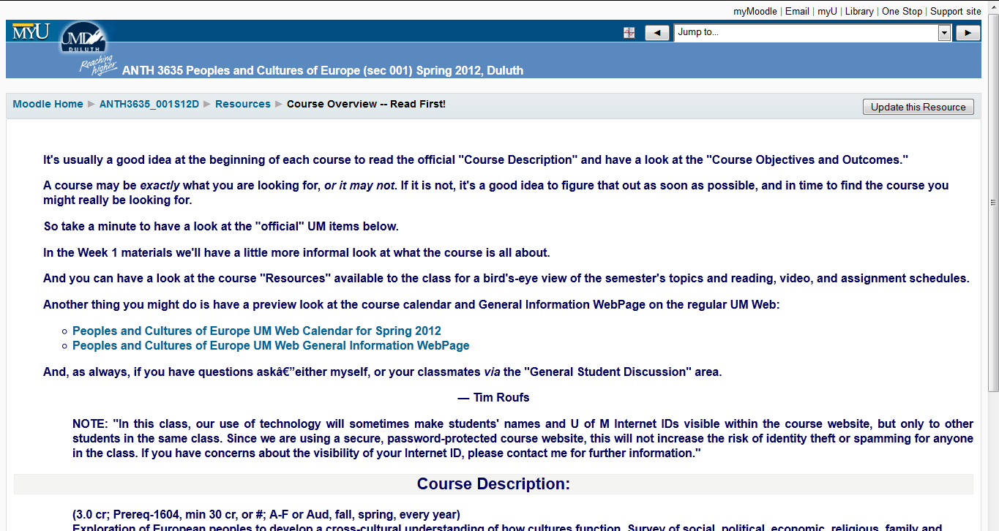 myMoodle | Email | myU | Library | One Stop | Support site
MYU
UMD
DULUTH
Reaching higher
Jump to...
ANTH 3635 Peoples and Cultures of Europe (sec 001) Spring 2012, Duluth
Moodle Home ► ANTH3635_001S12D ► Resources ► Course Overview -- Read First!
Update this Resource
It's usually a good idea at the beginning of each course to read the official "Course Description" and have a look at the "Course Objectives and Outcomes."
A course may be exactly what you are looking for, or it may not. If it is not, it's a good idea to figure that out as soon as possible, and in time to find the course you
might really be looking for.
So take a minute to have a look at the "official" UM items below.
In the Week 1 materials we'll have a little more informal look at what the course is all about.
And you can have a look at the course "Resources" available to the class for a bird's-eye view of the semester's topics and reading, video, and assignment schedules.
Another thing you might do is have a preview look at the course calendar and General Information WebPage on the regular UM Web:
Peoples and Cultures of Europe UM Web Calendar for Spring 2012
Peoples and Cultures of Europe UM Web General Information WebPage
And, as always, if you have questions askâ€”either myself, or your classmates via the "General Student Discussion" area.
— Tim Roufs
NOTE: "In this class, our use of technology will sometimes make students' names and U of M Internet IDs visible within the course website, but only to other
students in the same class. Since we are using a secure, password-protected course website, this will not increase the risk of identity theft or spamming for anyone
in the class. If you have concerns about the visibility of your Internet ID, please contact me for further information."
Course Description:
(3.0 cr; Prereq-1604, min 30 cr, or #; A-F or Aud, fall, spring, every year)
Exploration of European peoples to develop a cross-cultural understanding of how cultures function. Survey of social, political, economic, religious, family and